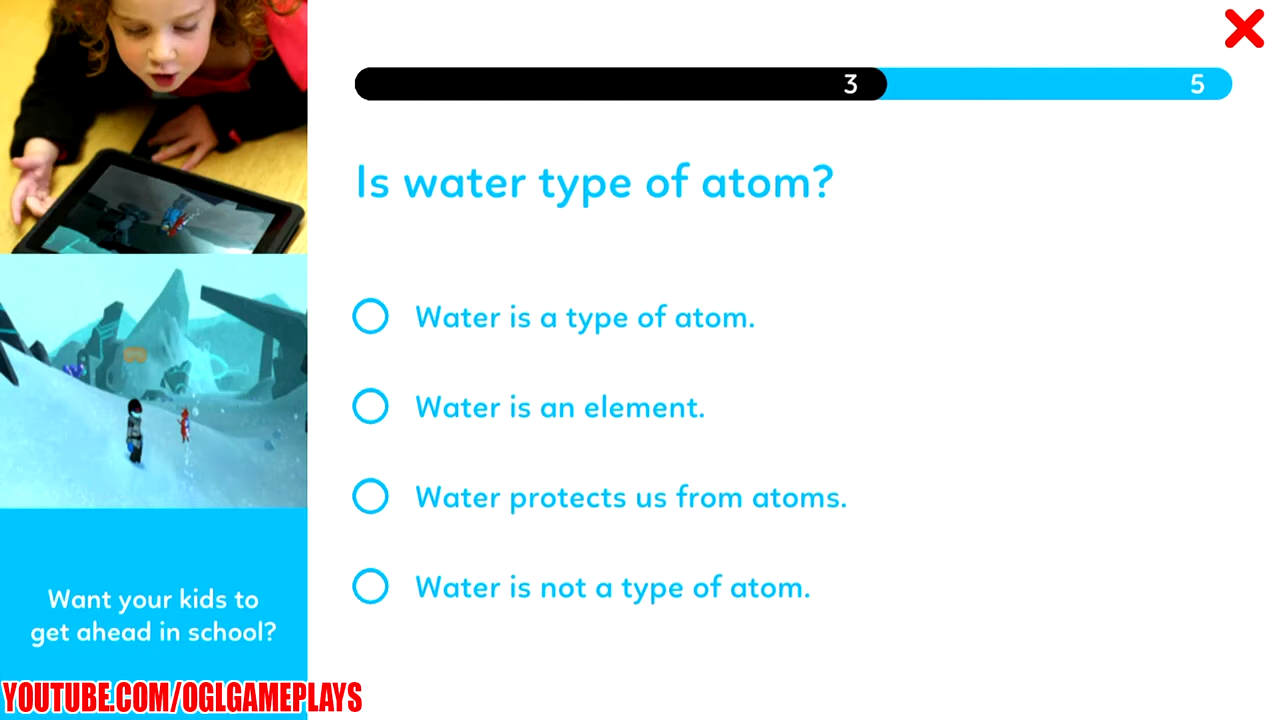 3
5
Is water type of atom?
Water is a type of atom.
Water is an element.
Water protects us from atoms.
Water is not a type of atom.
Want your kids to
get ahead in school?
YOUTUBE.COM/OGLGAMEPLAYS